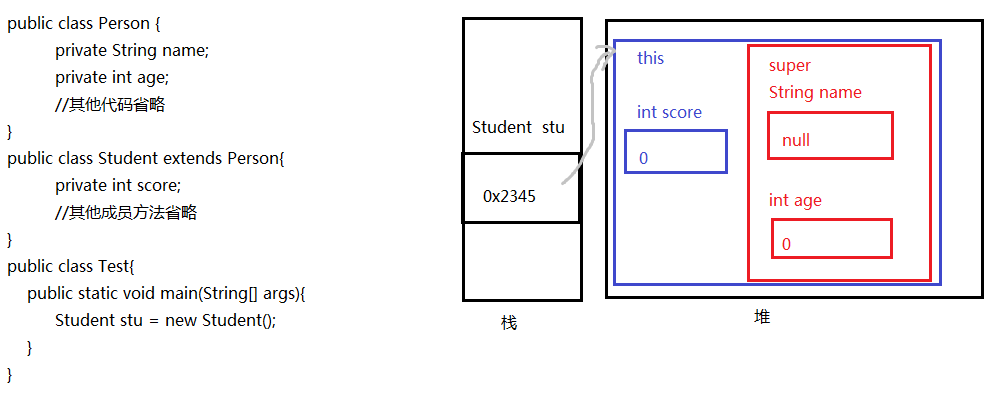 public class Person {
private String name;
private int age;
//其他代码省略
}
public class Student extends Person{
private int score;
//其他成员方法省略
}
public class Test{
public static void main(String[] args){
Student stu = new Student();
}
}
Student stu
0x2345
栈
this
int score
0
super
String name
null
int age
0
堆